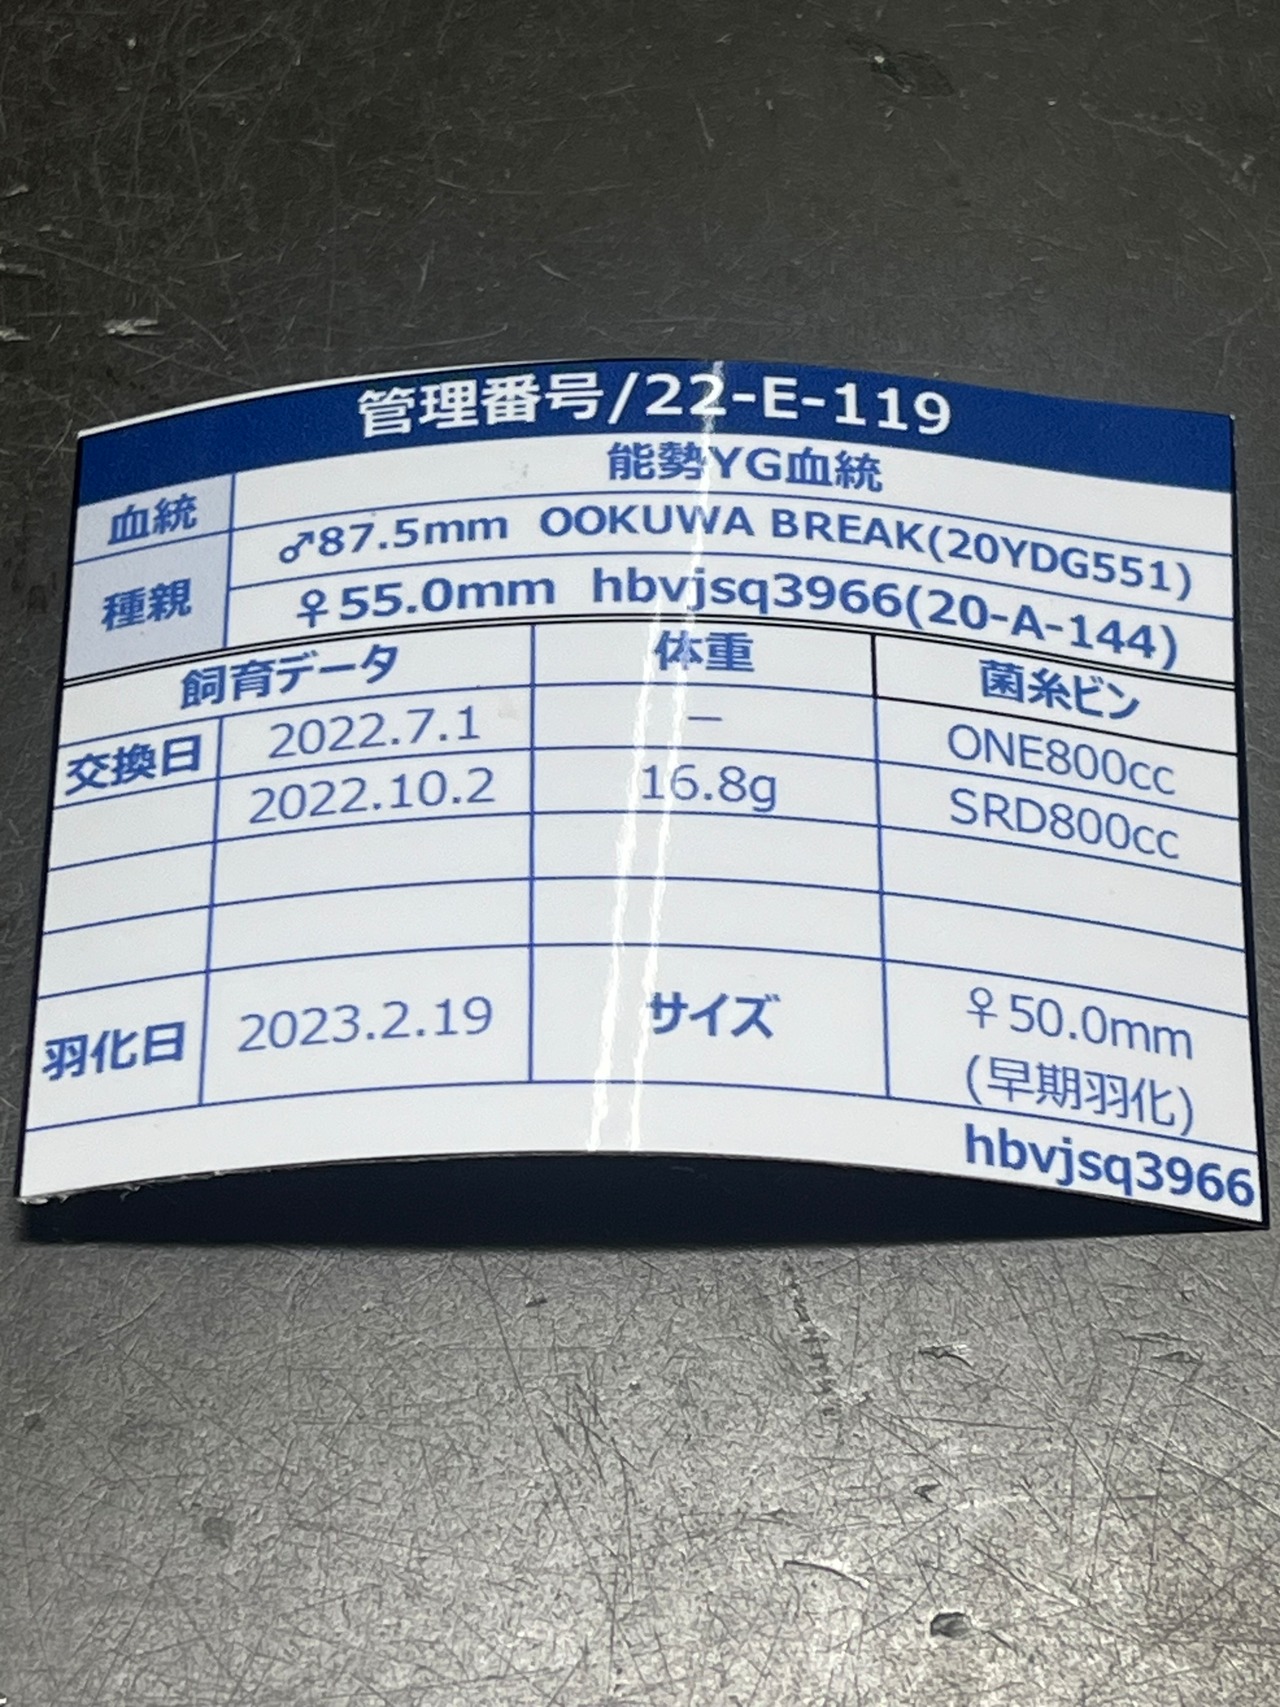 管理番号/22-E-119
血統 能勢YG血統
種親 ♂87.5mm OOKUWA BREAK(20YDG551)
♀55.0mm hbvjsq3966(20-A-144)
飼育データ 体重 菌糸ビン
交換日 2022.7.1 － ONE800cc
2022.10.2 16.8g SRD800cc
羽化日 2023.2.19 サイズ ♀50.0mm
(早期羽化)
hbvjsq3966